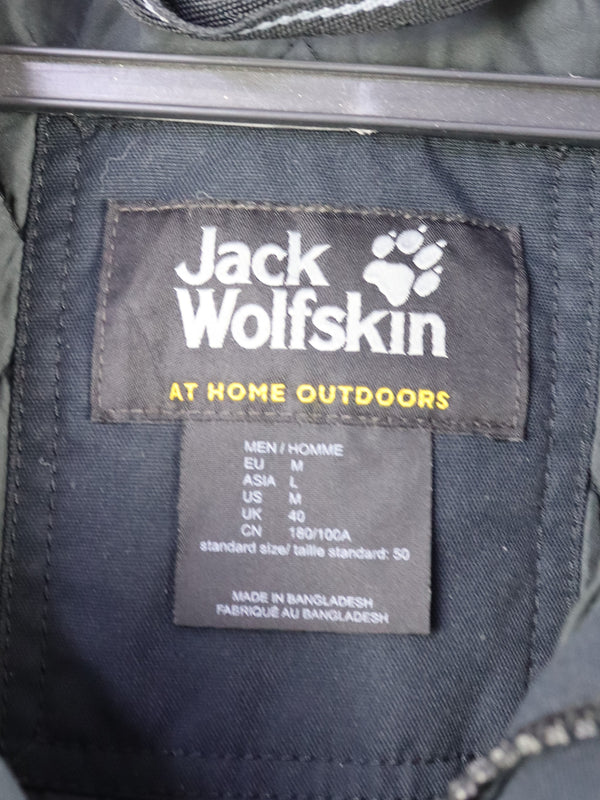 Jack
Wolfskin
AT HOME OUTDOORS
MEN / HOMME
EU M
ASIA L
US M
UK 40
CN 180/100A
standard size/ taille standard: 50
MADE IN BANGLADESH
FABRIQUÉ AU BANGLADESH